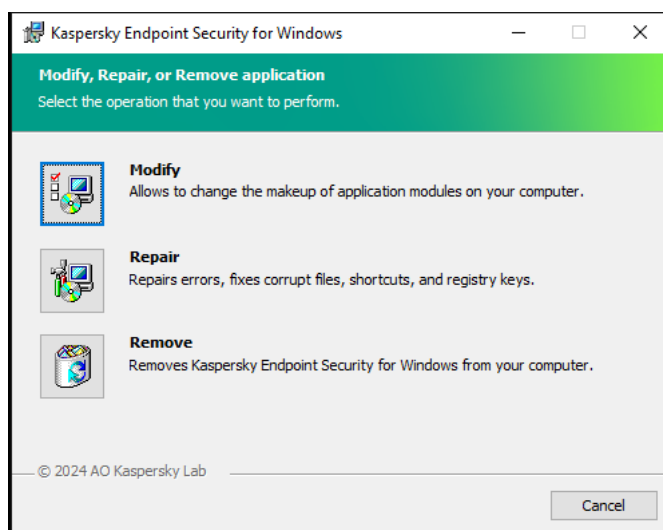 Kaspersky Endpoint Security for Windows
Modify, Repair, or Remove application
Select the operation that you want to perform.
Modify
Allows to change the makeup of application modules on your computer.
Repair
Repairs errors, fixes corrupt files, shortcuts, and registry keys.
Remove
Removes Kaspersky Endpoint Security for Windows from your computer.
© 2024 AO Kaspersky Lab
Cancel